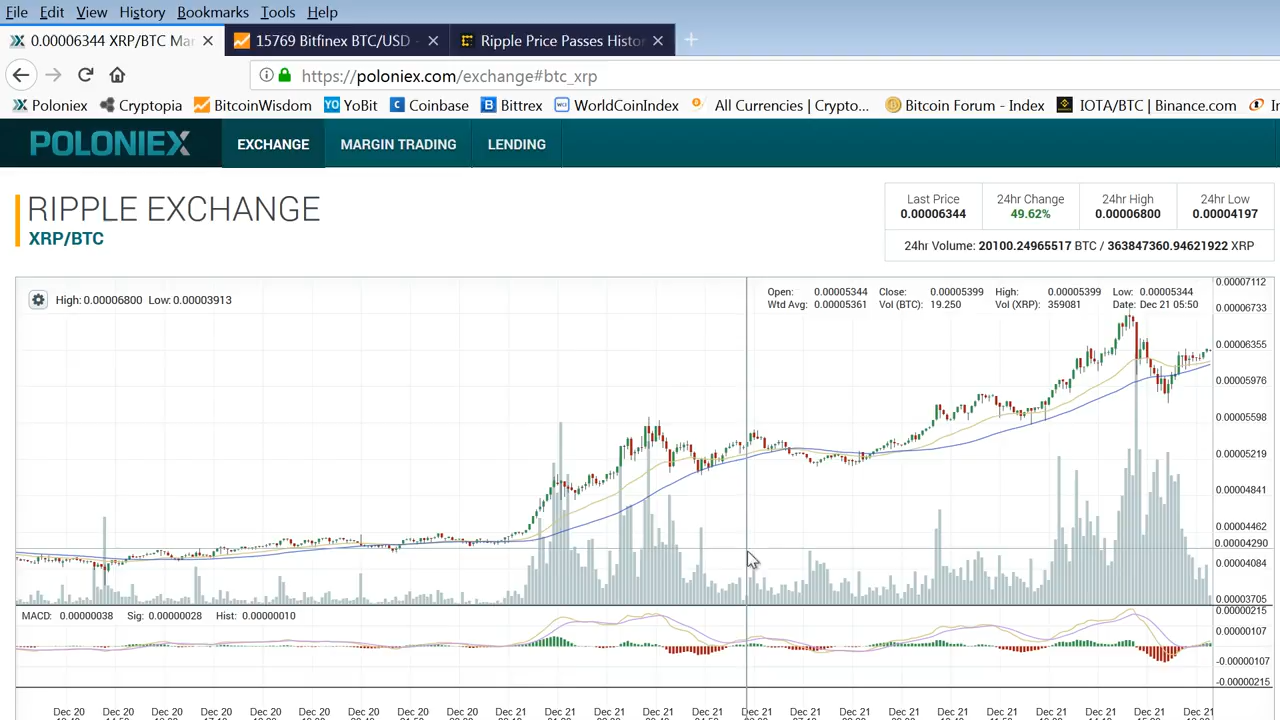 File Edit View History Bookmarks Tools Help
0.00006344 XRP/BTC Mar
15769 Bitfinex BTC/USD -
Ripple Price Passes Histo
https://poloniex.com/exchange#btc_xrp
Poloniex Cryptopia BitcoinWisdom YoBit Coinbase Bittrex WorldCoinIndex All Currencies | Crypto... Bitcoin Forum - Index IOTA/BTC | Binance.com
POLONIEX EXCHANGE MARGIN TRADING LENDING
RIPPLE EXCHANGE
XRP/BTC
Last Price 24hr Change 24hr High 24hr Low
0.00006344 49.62% 0.00006800 0.00004197
24hr Volume: 20100.24965517 BTC / 363847360.94621922 XRP
High: 0.00006800 Low: 0.00003913
Open: 0.00005344 Close: 0.00005399 High: 0.00005399 Low: 0.00005344
Wtd Avg: 0.00005361 Vol (BTC): 19.250 Vol (XRP): 359081 Date: Dec 21 05:50
0.00007112
0.00006733
0.00006355
0.00005976
0.00005598
0.00005219
0.00004841
0.00004462
0.00004290
0.00004084
0.00003705
MACD: 0.00000038 Sig: 0.00000028 Hist: 0.00000010
0.00000215
0.00000107
-0.00000107
-0.00000215
Dec 20 Dec 20 Dec 20 Dec 20 Dec 20 Dec 20 Dec 20 Dec 20 Dec 20 Dec 20 Dec 21 Dec 21 Dec 21 Dec 21 Dec 21 Dec 21 Dec 21 Dec 21 Dec 21 Dec 21 Dec 21 Dec 21 Dec 21 Dec 21